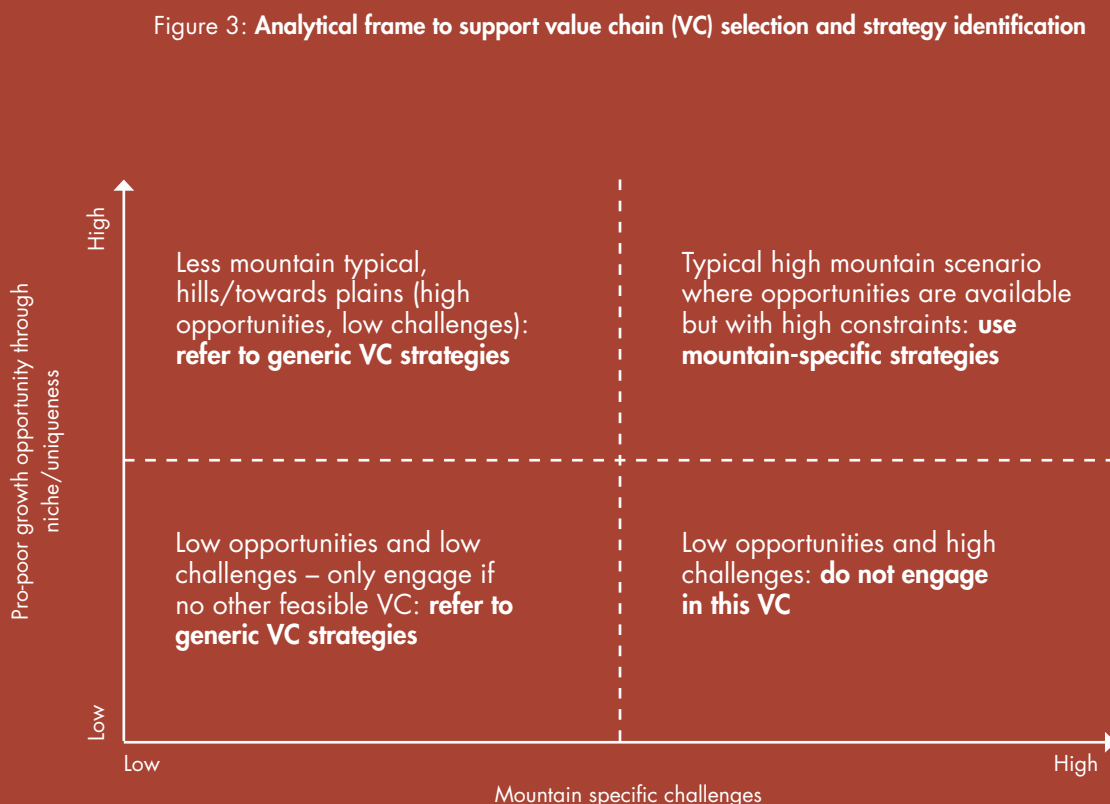 Figure 3: Analytical frame to support value chain (VC) selection and strategy identification
Pro-poor growth opportunity through
niche/uniqueness
High
Low
Less mountain typical,
hills/towards plains (high
opportunities, low challenges):
refer to generic VC strategies
Typical high mountain scenario
where opportunities are available
but with high constraints: use
mountain-specific strategies
Low opportunities and low
challenges – only engage if
no other feasible VC: refer to
generic VC strategies
Low opportunities and high
challenges: do not engage
in this VC
Low
High
Mountain specific challenges